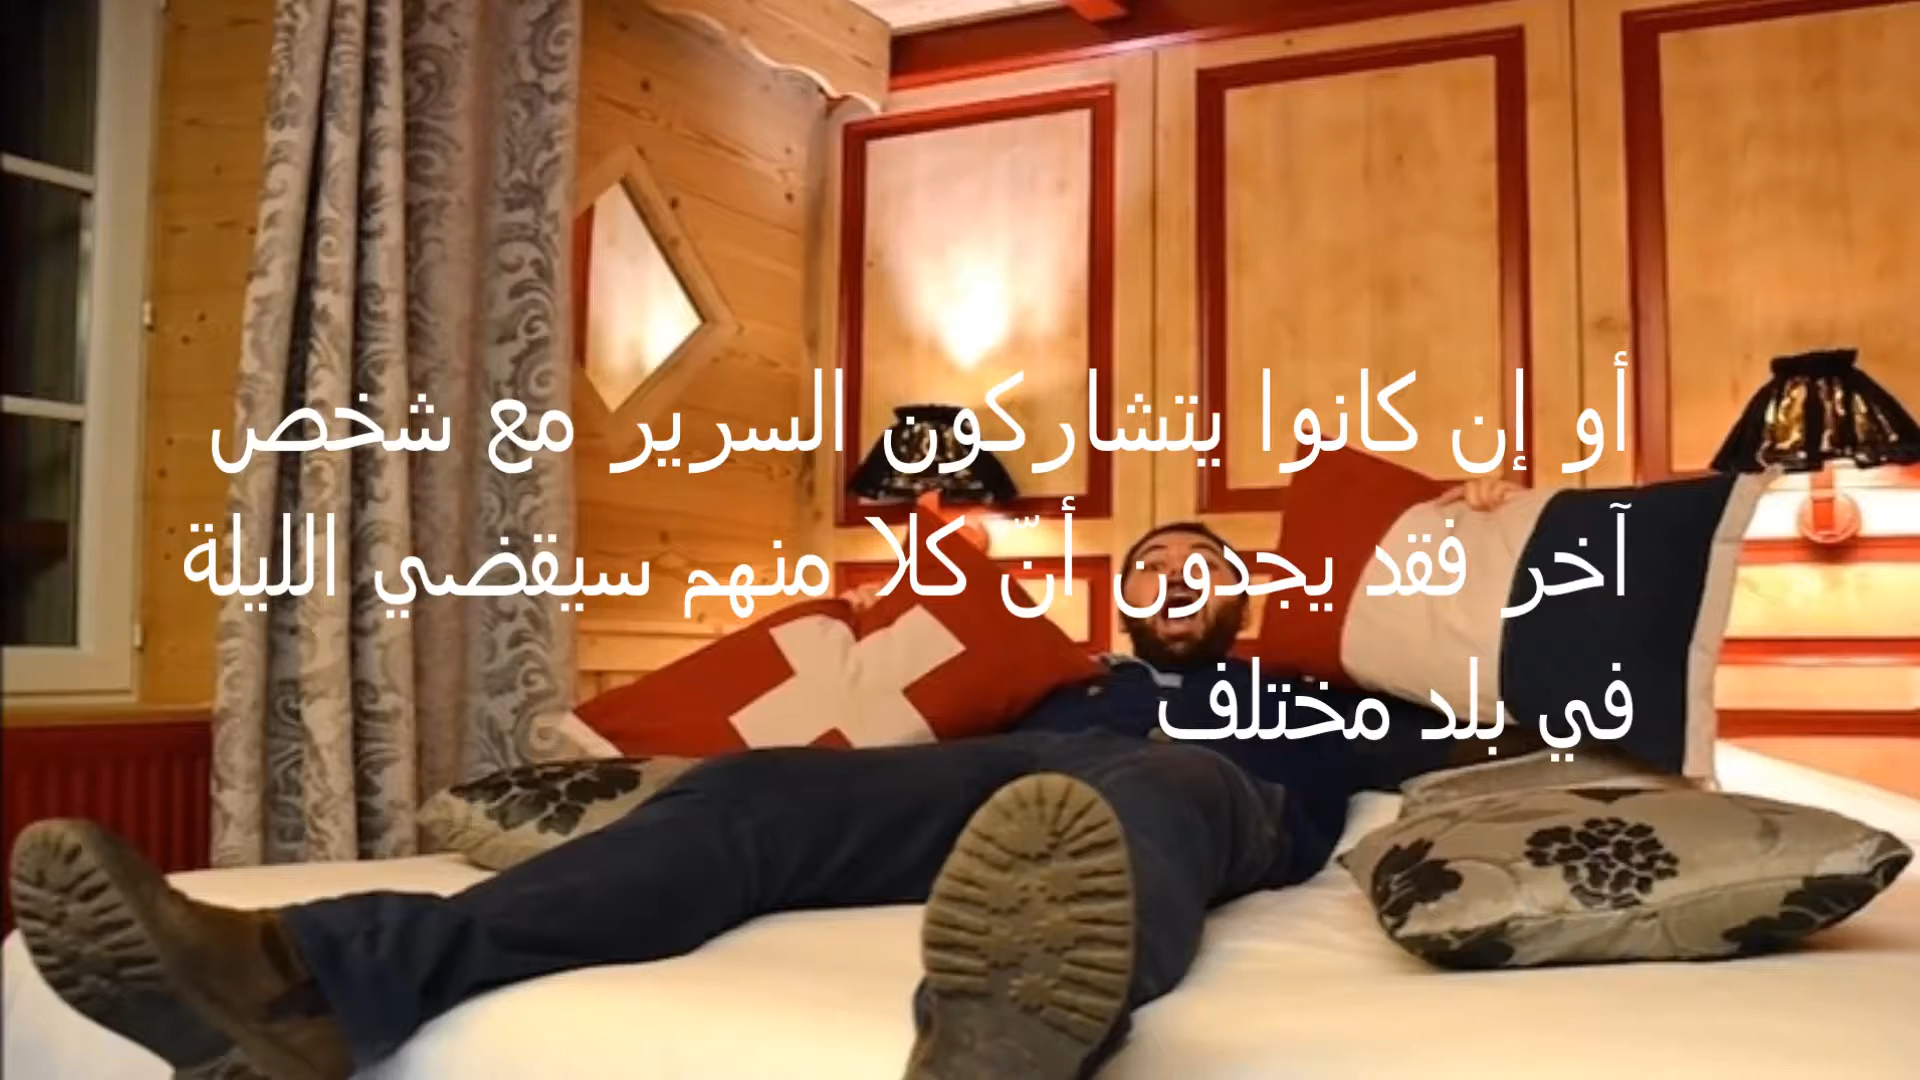 أو إن كانوا يتشاركون السرير مع شخص
آخر فقد يجدون أنّ كلا منهم سيقضي الليلة
في بلد مختلف